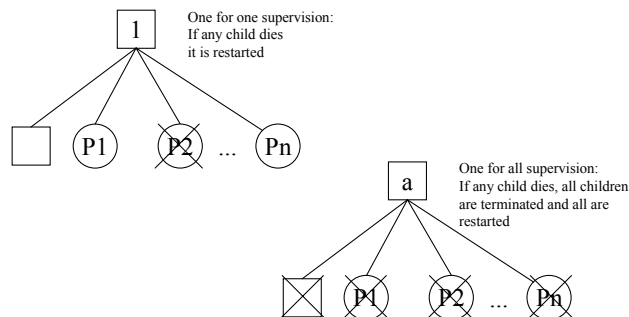 1
One for one supervision:
If any child dies
it is restarted
P1
P2
...
Pn
a
One for all supervision:
If any child dies, all children
are terminated and all are
restarted
P1
P2
...
Pn